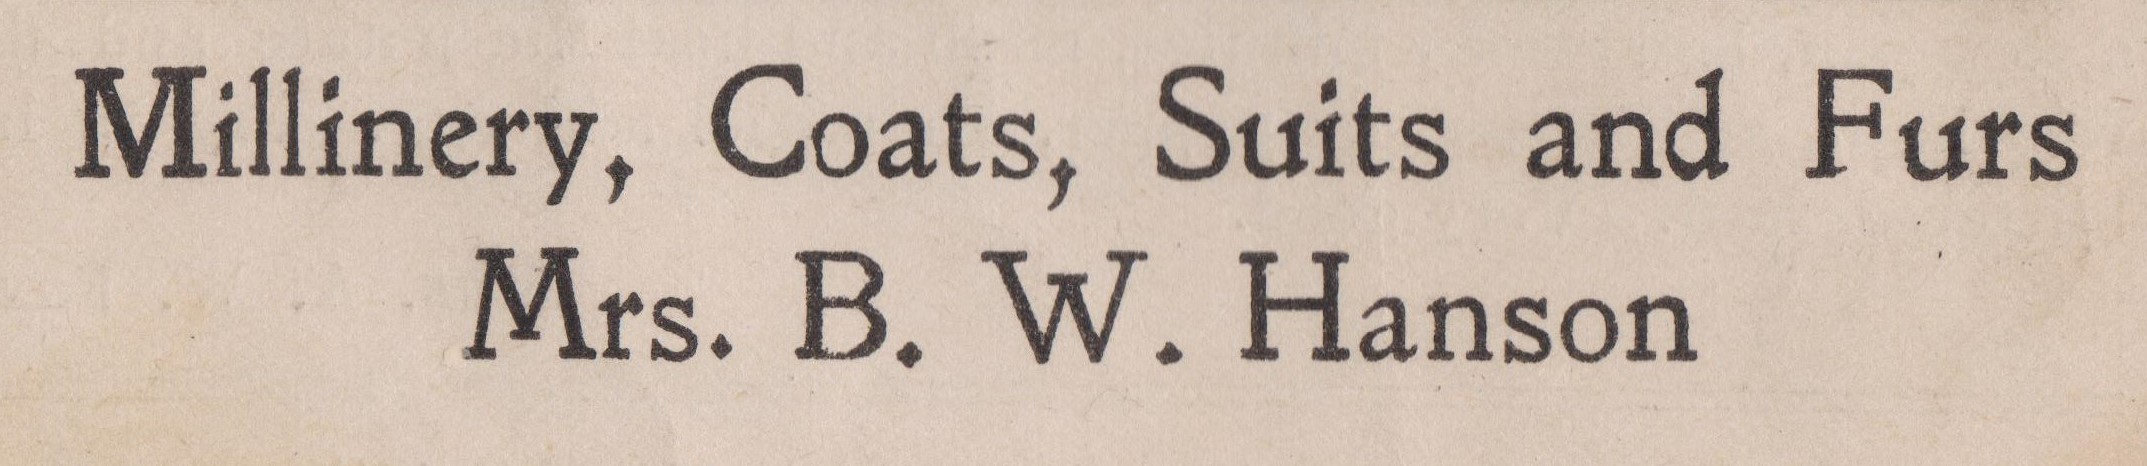 Millinery, Coats, Suits and Furs
Mrs. B. W. Hanson